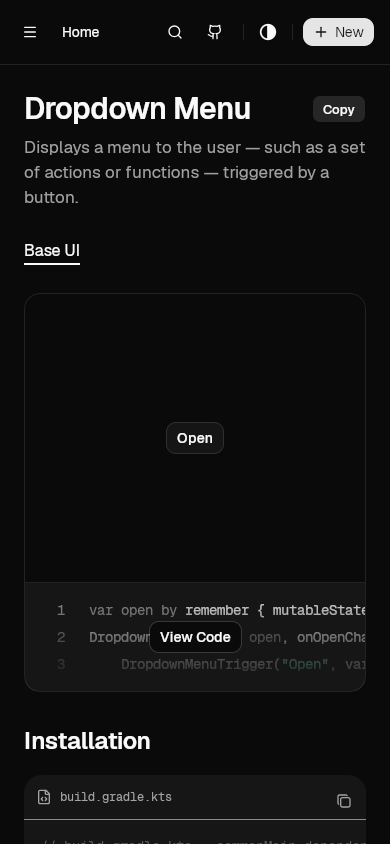 Home
New
Dropdown Menu
Copy
Displays a menu to the user — such as a set
of actions or functions — triggered by a
button.
Base UI
Open
1 var open by remember { mutableState
2 Dropdown open, onOpenCha
View Code
3 DropdownMenuTrigger("Open", var
Installation
build.gradle.kts